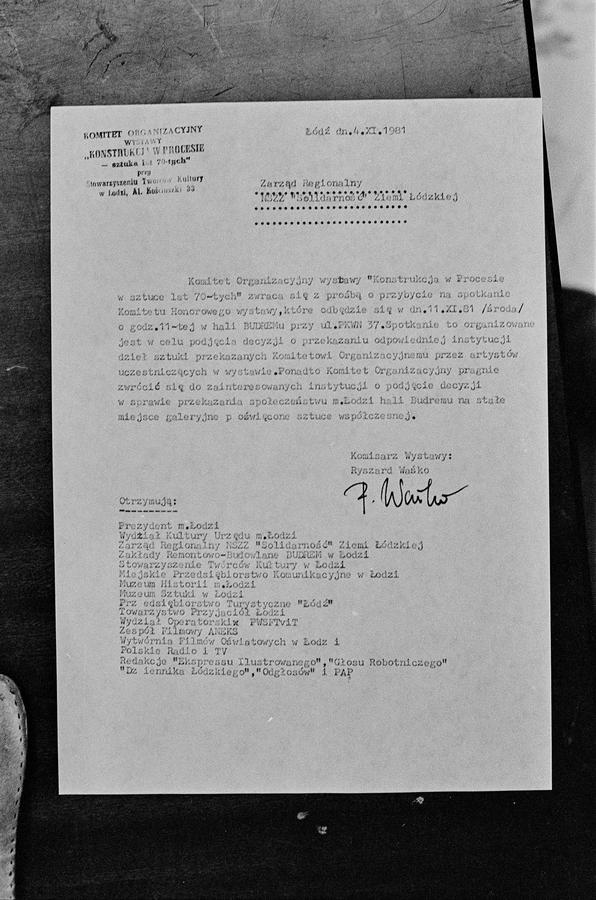 KOMITET ORGANIZACYJNY
WYSTAWY
„KONSTRUKCJA W PROCESIE
— sztuka lat 70-tych"
przy
Stowarzyszeniu Twórców Kultury
w Łodzi, Al. Kościuszki 33
Łódź dn.4.XI.1981
Zarząd Regionalny
NSZZ "Solidarność" Ziemi Łódzkiej
Komitet Organizacyjny wystawy "Konstrukcja w Procesie
w sztuce lat 70-tych" zwraca się z prośbą o przybycie na spotkanie
Komitetu Honorowego wystawy,które odbędzie się w dn.11.XI.81 /środa/
o godz.11-tej w hali BUDREMu przy ul.PKWN 37.Spotkanie to organizowane
jest w celu podjęcia decyzji o przekazaniu odpowiedniej instytucji
dzieł sztuki przekazanych Komitetowi Organizacyjnemu przez artystów
uczestniczących w wystawie.Ponadto Komitet Organizacyjny pragnie
zwrócić się do zainteresowanych instytucji o podjęcie decyzji
w sprawie przekazania społeczeństwu m.Łodzi hali Budremu na stałe
miejsce galeryjne p oświęcone sztuce współczesnej.
Komisarz Wystawy:
Ryszard Waśko
R. Waśko
Otrzymują:
Prezydent m.Łodzi
Wydział Kultury Urzędu m.Łodzi
Zarząd Regionalny NSZZ "Solidarność" Ziemi Łódzkiej
Zakłady Remontowo-Budowlane BUDREM w Łodzi
Stowarzyszenie Twórców Kultury w Łodzi
Miejskie Przedsiębiorstwo Komunikacyjne w Łodzi
Muzeum Historii m.Łodzi
Muzeum Sztuki w Łodzi
Prz edsiębiorstwo Turystyczne "Łódź"
Towarzystwo Przyjaciół Łodzi
Wydział Operatorski PWSFTviT
Zespół Filmowy ANEKS
Wytwórnia Filmów Oświatowych w Łodz i
Polskie Radio i TV
Redakcje "Ekspressu Ilustrowanego","Głosu Robotniczego"
"Dz iennika Łódzkiego","Odgłosów" i PAP